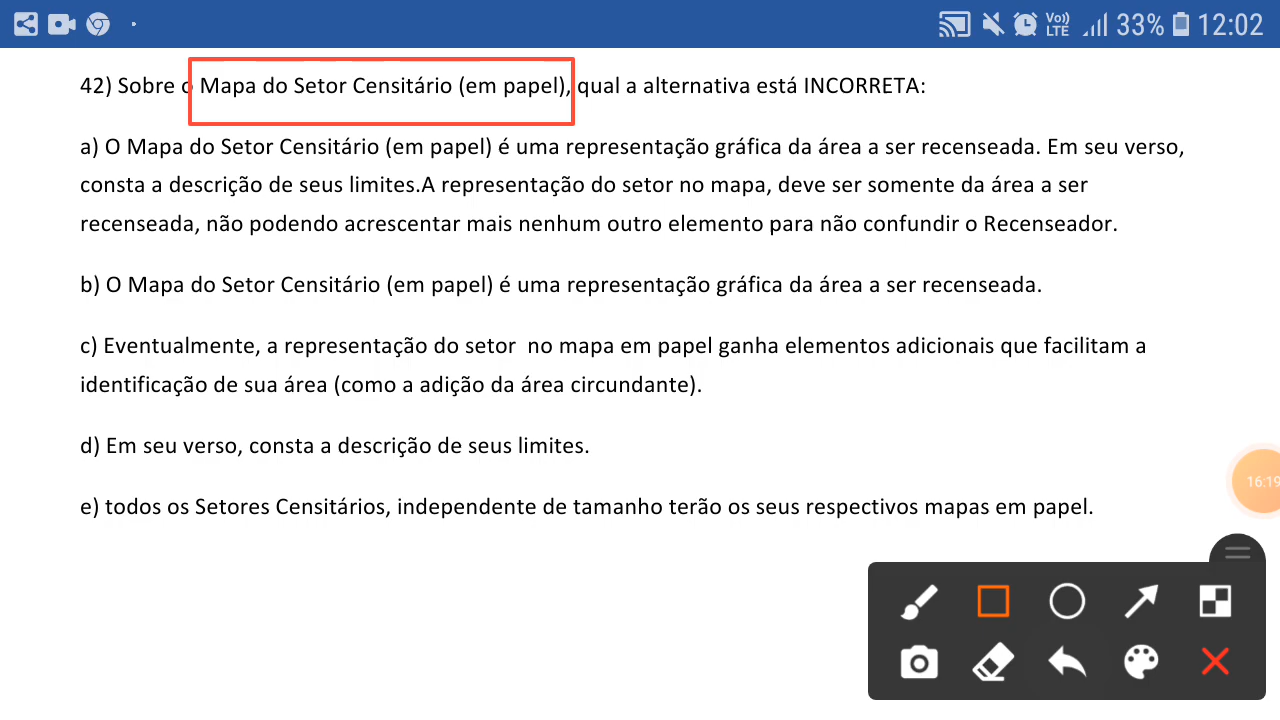 Vo)) LTE 33% 12:02
42) Sobre o Mapa do Setor Censitário (em papel), qual a alternativa está INCORRETA:
a) O Mapa do Setor Censitário (em papel) é uma representação gráfica da área a ser recenseada. Em seu verso,
consta a descrição de seus limites.A representação do setor no mapa, deve ser somente da área a ser
recenseada, não podendo acrescentar mais nenhum outro elemento para não confundir o Recenseador.
b) O Mapa do Setor Censitário (em papel) é uma representação gráfica da área a ser recenseada.
c) Eventualmente, a representação do setor  no mapa em papel ganha elementos adicionais que facilitam a
identificação de sua área (como a adição da área circundante).
d) Em seu verso, consta a descrição de seus limites.
16:19
e) todos os Setores Censitários, independente de tamanho terão os seus respectivos mapas em papel.